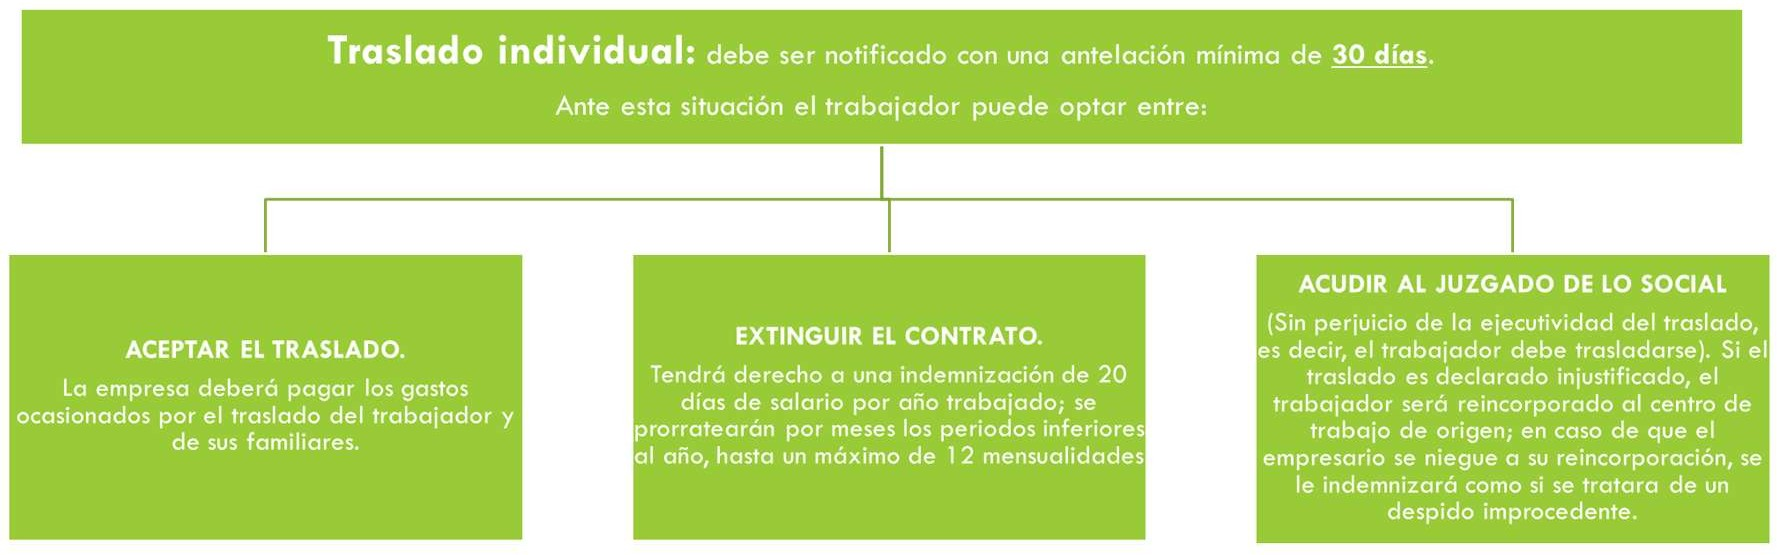 Traslado individual: debe ser notificado con una antelación mínima de 30 días.
Ante esta situación el trabajador puede optar entre:
ACEPTAR EL TRASLADO.
La empresa deberá pagar los gastos
ocasionados por el traslado del trabajador y
de sus familiares.
EXTINGUIR EL CONTRATO.
Tendrá derecho a una indemnización de 20
días de salario por año trabajado; se
prorratearán por meses los periodos inferiores
al año, hasta un máximo de 12 mensualidades
ACUDIR AL JUZGADO DE LO SOCIAL
(Sin perjuicio de la ejecutividad del traslado,
es decir, el trabajador debe trasladarse). Si el
traslado es declarado injustificado, el
trabajador será reincorporado al centro de
trabajo de origen; en caso de que el
empresario se niegue a su reincorporación, se
le indemnizará como si se tratara de un
despido improcedente.